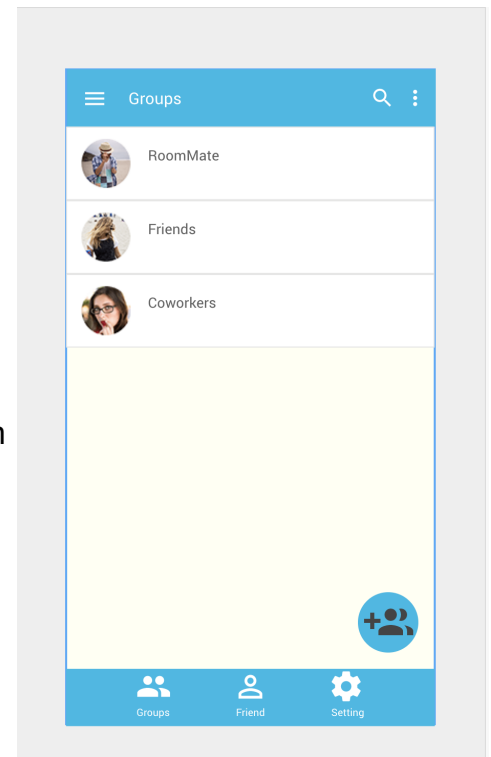 Groups
RoomMate
Friends
Coworkers
n
Groups Friend Setting